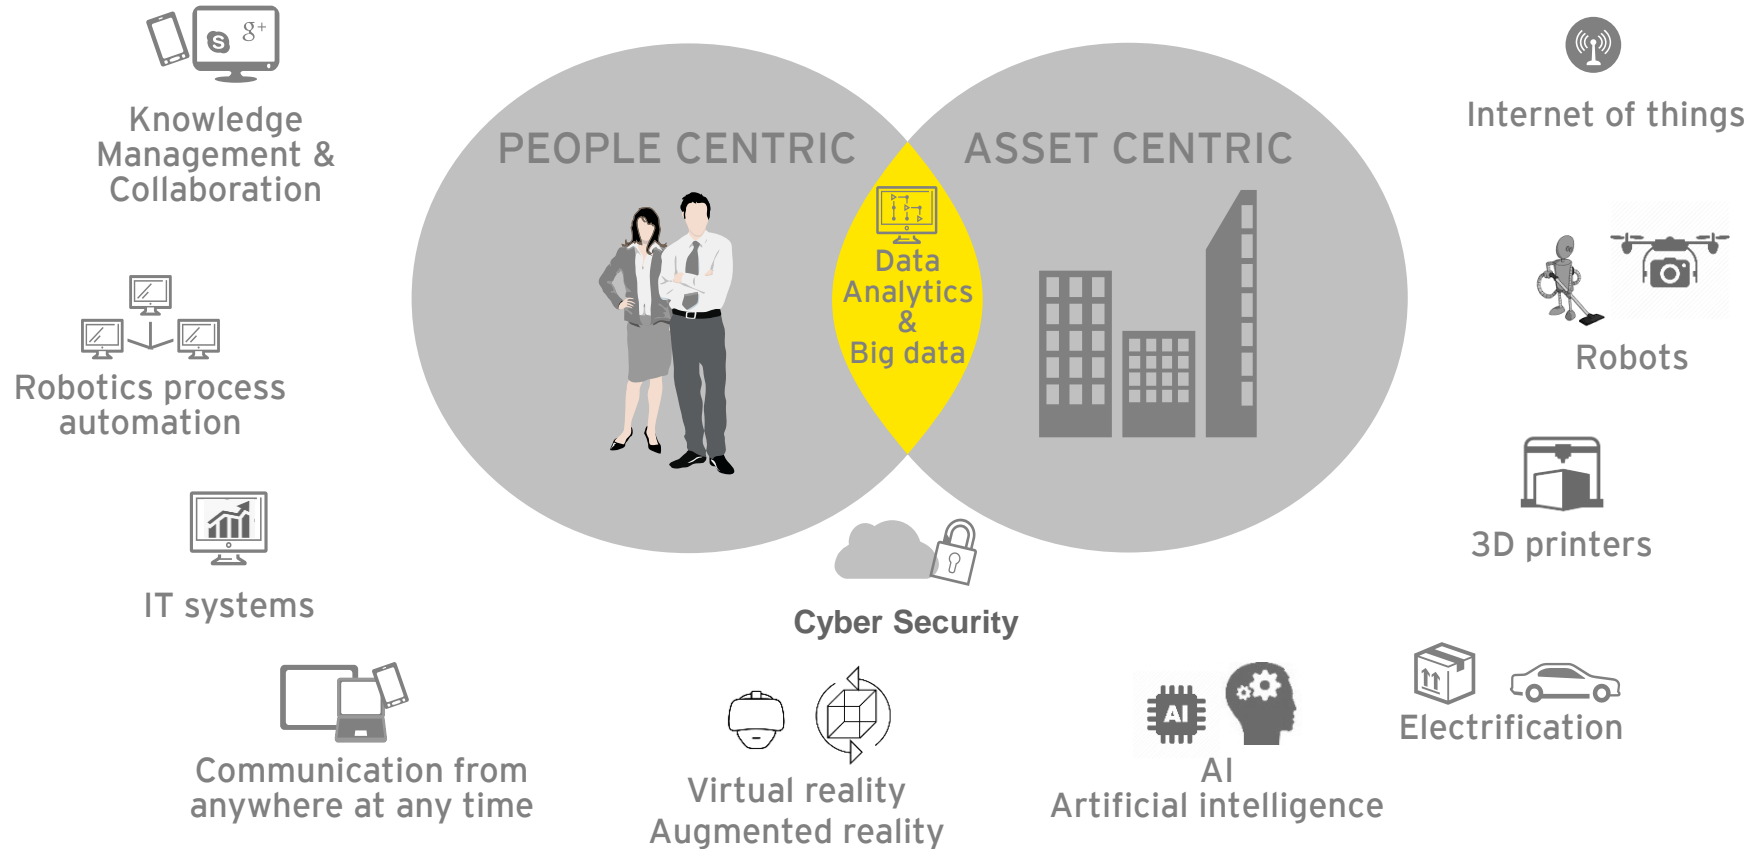 g+
S
Knowledge
Management &
Collaboration
PEOPLE CENTRIC
ASSET CENTRIC
Internet of things
Data
Analytics
&
Big data
Robotics process
automation
Robots
IT systems
3D printers
Cyber Security
Communication from
anywhere at any time
Virtual reality
Augmented reality
AI
AI
Artificial intelligence
Electrification